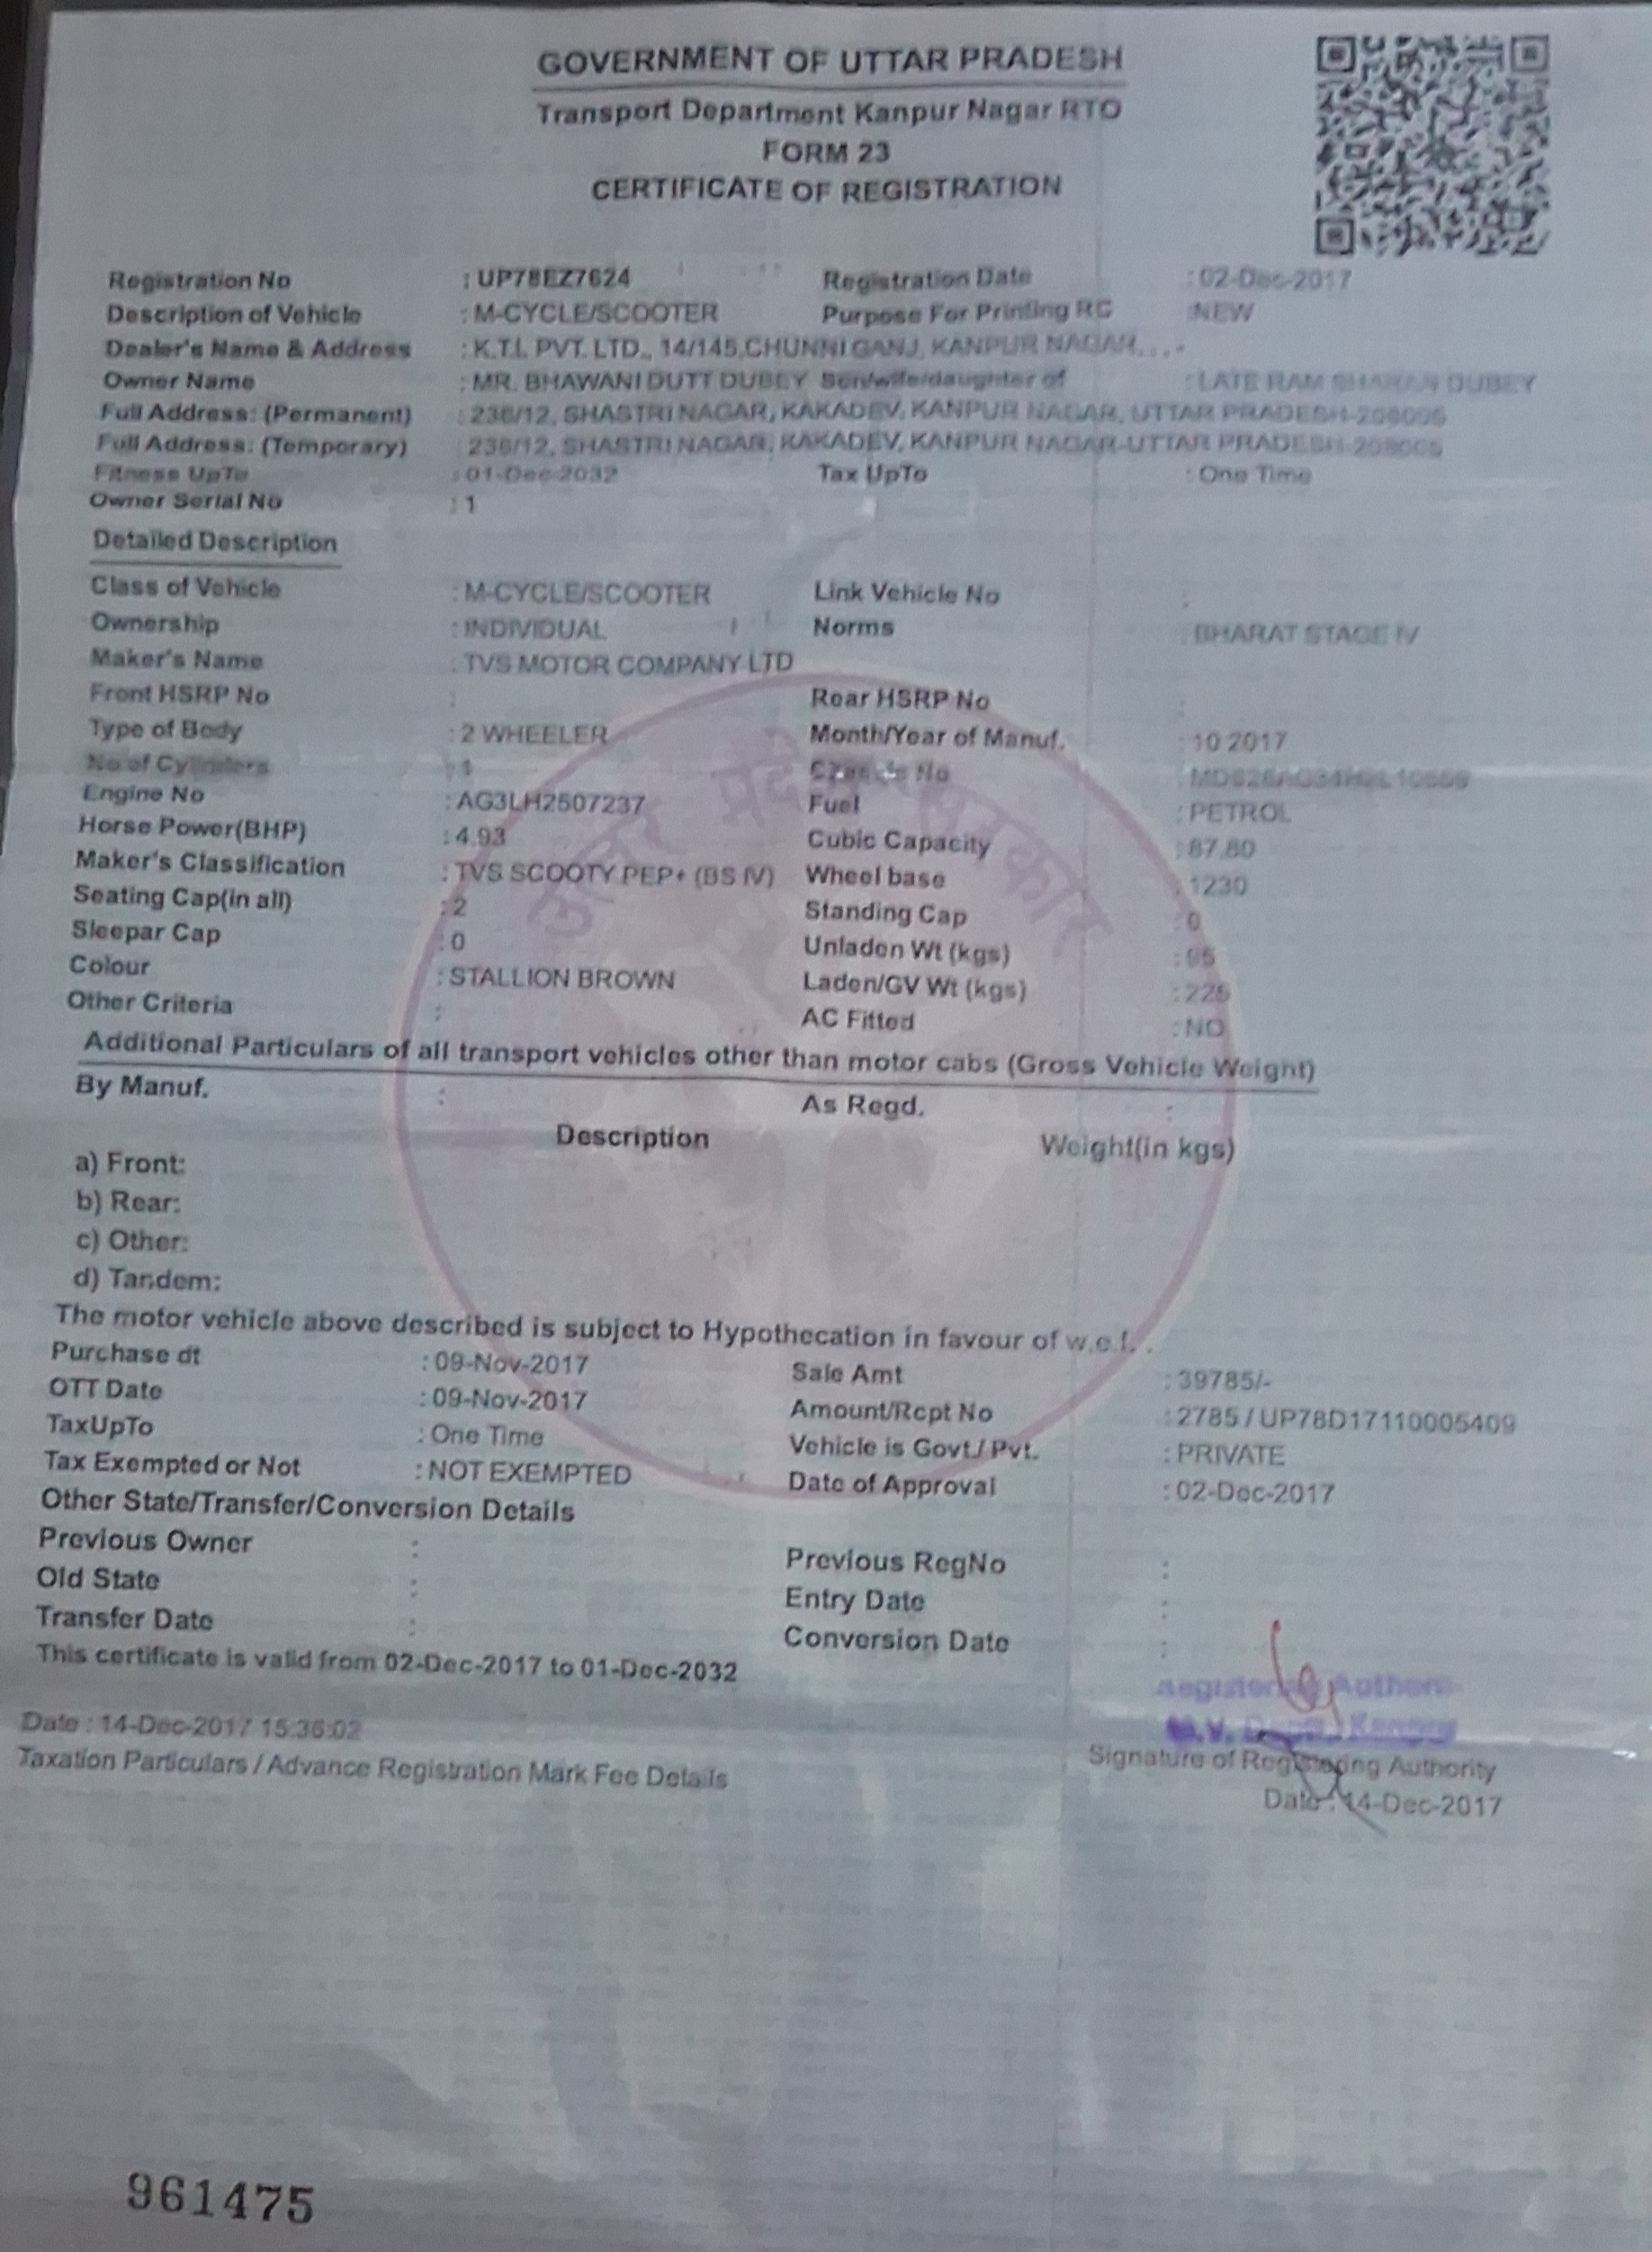 GOVERNMENT OF UTTAR PRADESH
Transport Department Kanpur Nagar RTO
FORM 23
CERTIFICATE OF REGISTRATION
Registration No : UP78EZ7624 Registration Date : 02-Dec-2017
Description of Vehicle : M-CYCLE/SCOOTER Purpose For Printing RC :NEW
Dealer's Name & Address : K.T.I. PVT. LTD., 14/145,CHUNNI GANJ, KANPUR NAGAR, , , -
Owner Name : MR. BHAWANI DUTT DUBEY Son/wife/daughter of : LATE RAM SHARAN DUBEY
Full Address: (Permanent) : 236/12, SHASTRI NAGAR, KAKADEV, KANPUR NAGAR, UTTAR PRADESH-208005
Full Address: (Temporary) : 236/12, SHASTRI NAGAR, KAKADEV, KANPUR NAGAR-UTTAR PRADESH-208005
Fitness UpTo : 01-Dec-2032 Tax UpTo : One Time
Owner Serial No : 1
Detailed Description
Class of Vehicle : M-CYCLE/SCOOTER Link Vehicle No :
Ownership : INDIVIDUAL Norms : BHARAT STAGE IV
Maker's Name : TVS MOTOR COMPANY LTD
Front HSRP No : Rear HSRP No :
Type of Body : 2 WHEELER Month/Year of Manuf. : 10 2017
No of Cylinders : 1 Chassis No :
Engine No : AG3LH2507237 Fuel : PETROL
Horse Power(BHP) : 4.93 Cubic Capacity : 87.80
Maker's Classification : TVS SCOOTY PEP+ (BS IV) Wheel base : 1230
Seating Cap(in all) : 2 Standing Cap : 0
Sleepar Cap : 0 Unladen Wt (kgs) : 95
Colour : STALLION BROWN Laden/GV Wt (kgs) : 225
Other Criteria : AC Fitted : NO
Additional Particulars of all transport vehicles other than motor cabs (Gross Vehicle Weight)
By Manuf. : As Regd. :
Description Weight(in kgs)
a) Front:
b) Rear:
c) Other:
d) Tandem:
The motor vehicle above described is subject to Hypothecation in favour of w.e.f. .
Purchase dt : 09-Nov-2017 Sale Amt : 39785/-
OTT Date : 09-Nov-2017 Amount/Rcpt No : 2785 / UP78D17110005409
TaxUpTo : One Time Vehicle is Govt./ Pvt. : PRIVATE
Tax Exempted or Not : NOT EXEMPTED Date of Approval : 02-Dec-2017
Other State/Transfer/Conversion Details
Previous Owner : Previous RegNo :
Old State : Entry Date :
Transfer Date : Conversion Date :
This certificate is valid from 02-Dec-2017 to 01-Dec-2032
Date : 14-Dec-2017 15:36:02
Taxation Particulars / Advance Registration Mark Fee Details
Signature of Registering Authority
Date : 14-Dec-2017
961475